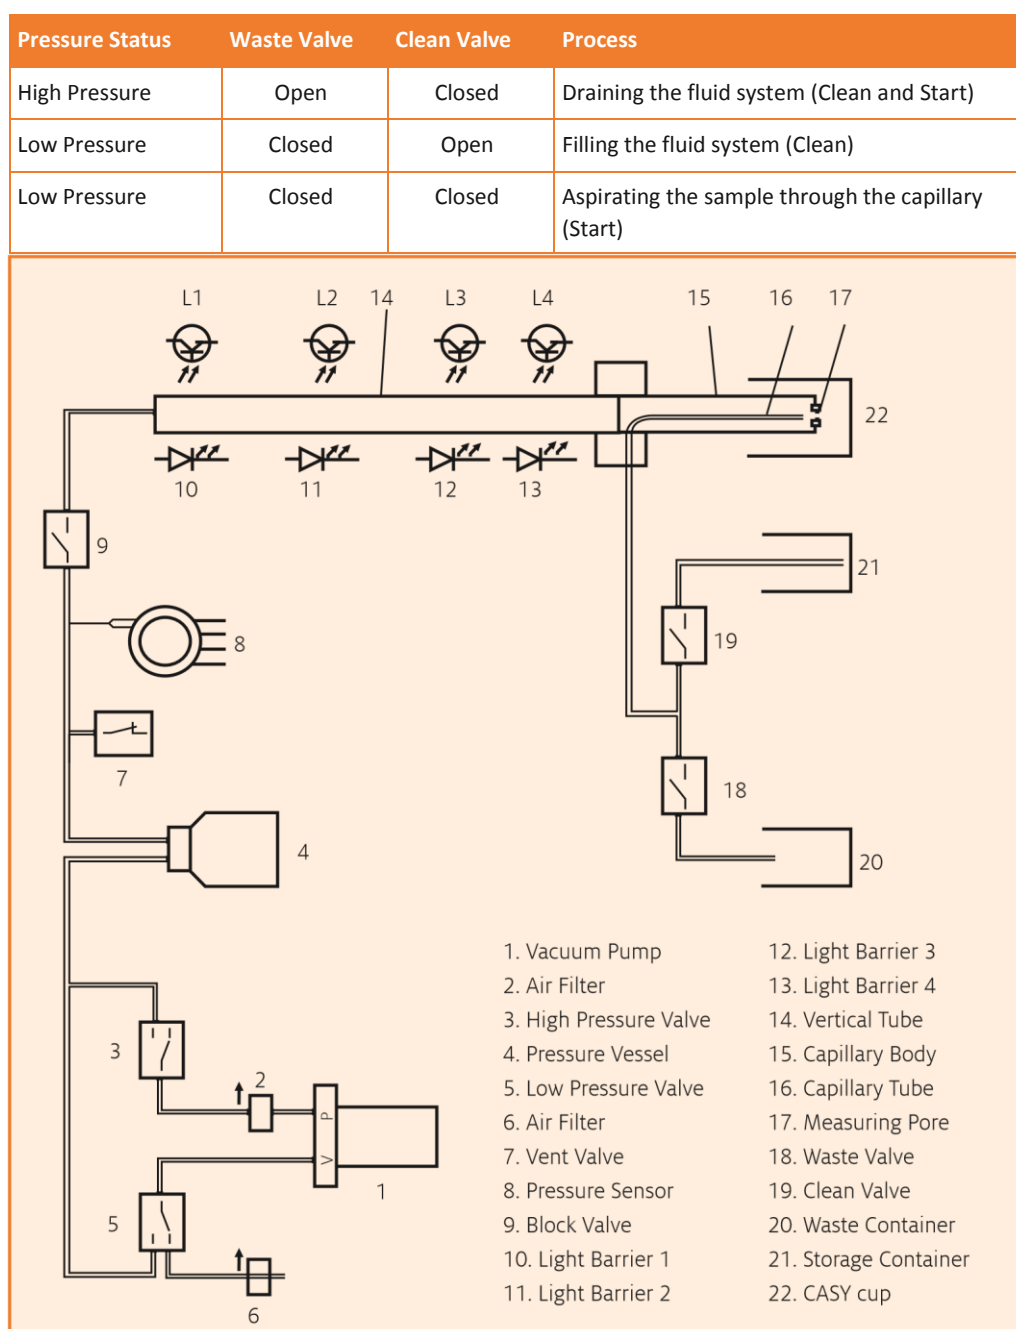 Pressure Status Waste Valve Clean Valve Process
High Pressure Open Closed Draining the fluid system (Clean and Start)
Low Pressure Closed Open Filling the fluid system (Clean)
Low Pressure Closed Closed Aspirating the sample through the capillary
(Start)
L1 L2 14 L3 L4 15 16 17
22
10 11 12 13
9
21
8
19
7
18
4
20
3
2
P
V
1
5
6
1. Vacuum Pump
2. Air Filter
3. High Pressure Valve
4. Pressure Vessel
5. Low Pressure Valve
6. Air Filter
7. Vent Valve
8. Pressure Sensor
9. Block Valve
10. Light Barrier 1
11. Light Barrier 2
12. Light Barrier 3
13. Light Barrier 4
14. Vertical Tube
15. Capillary Body
16. Capillary Tube
17. Measuring Pore
18. Waste Valve
19. Clean Valve
20. Waste Container
21. Storage Container
22. CASY cup